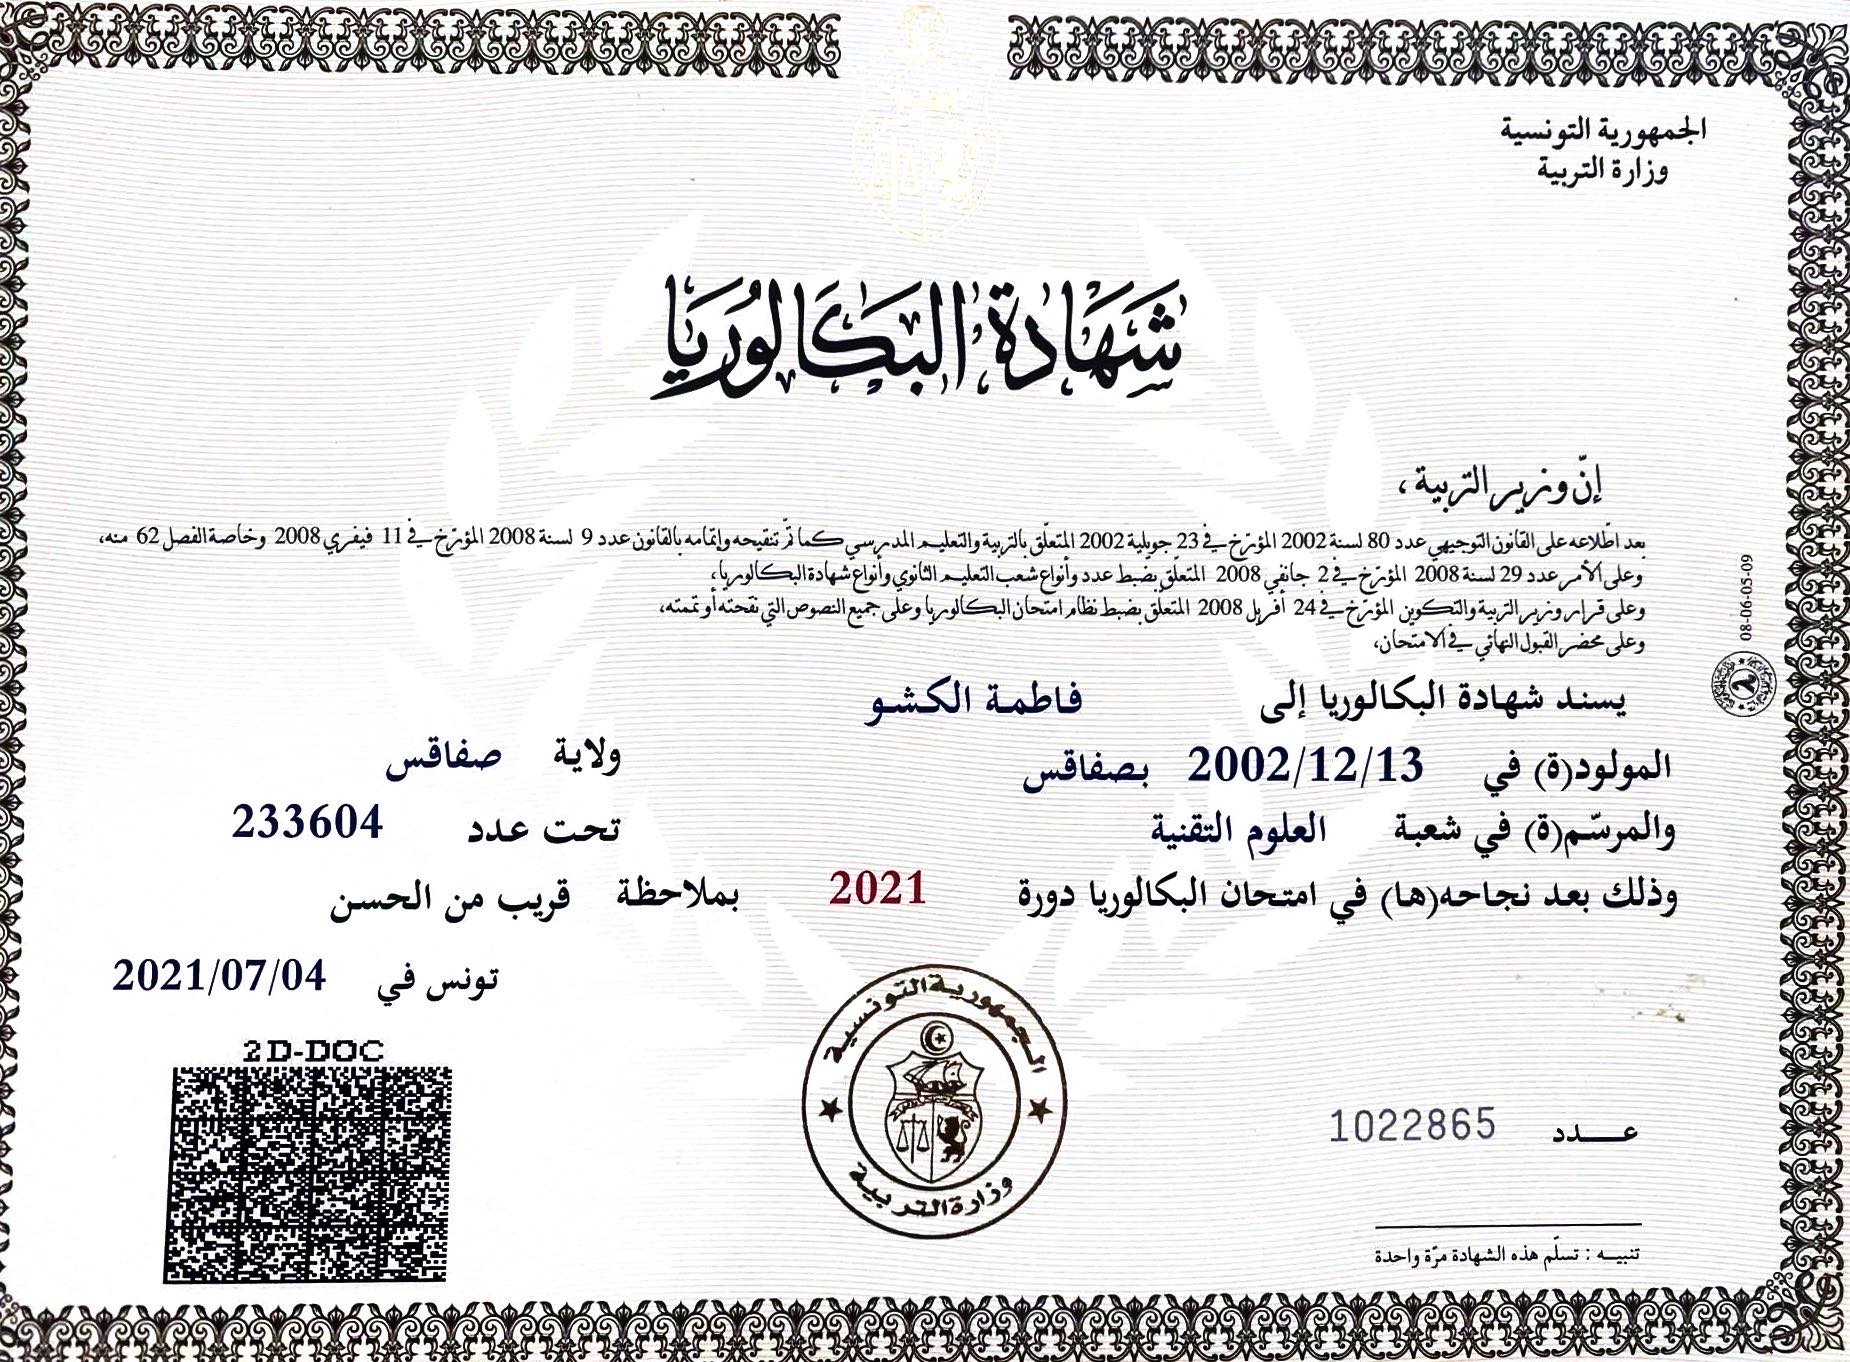 الجمهورية التونسية
وزارة التربية
شَهَادَة البَكَالُورِيَا
إنّ وزير التربية،
بعد اطّلاعه على القانون التوجيهي عدد 80 لسنة 2002 المؤرّخ في 23 جويلية 2002 المتعلّق بالتربية والتعليم المدرسي كما تمّ تنقيحه وإتمامه بالقانون عدد 9 لسنة 2008 المؤرّخ في 11 فيفري 2008 وخاصة الفصل 62 منه،
وعلى الأمر عدد 29 لسنة 2008 المؤرّخ في 2 جانفي 2008 المتعلّق بضبط عدد وأنواع شعب التعليم الثانوي وأنواع شهادة البكالوريا،
وعلى قرار وزير التربية والتكوين المؤرّخ في 24 أفريل 2008 المتعلّق بضبط نظام امتحان البكالوريا وعلى جميع النصوص التي نقحته أو تممته،
وعلى محضر القبول النهائي في الامتحان،
يسند شهادة البكالوريا إلى فاطمة الكشو
المولود(ة) في 2002/12/13 بصفاقس ولاية صفاقس
والمرسّم(ة) في شعبة العلوم التقنية تحت عدد 233604
وذلك بعد نجاحه(ها) في امتحان البكالوريا دورة 2021 بملاحظة قريب من الحسن
تونس في 2021/07/04
2D-DOC
الجمهورية التونسية
وزارة التربية
عـــدد 1022865
تنبيـه : تسلّم هذه الشهادة مرّة واحدة
08-06-05-09